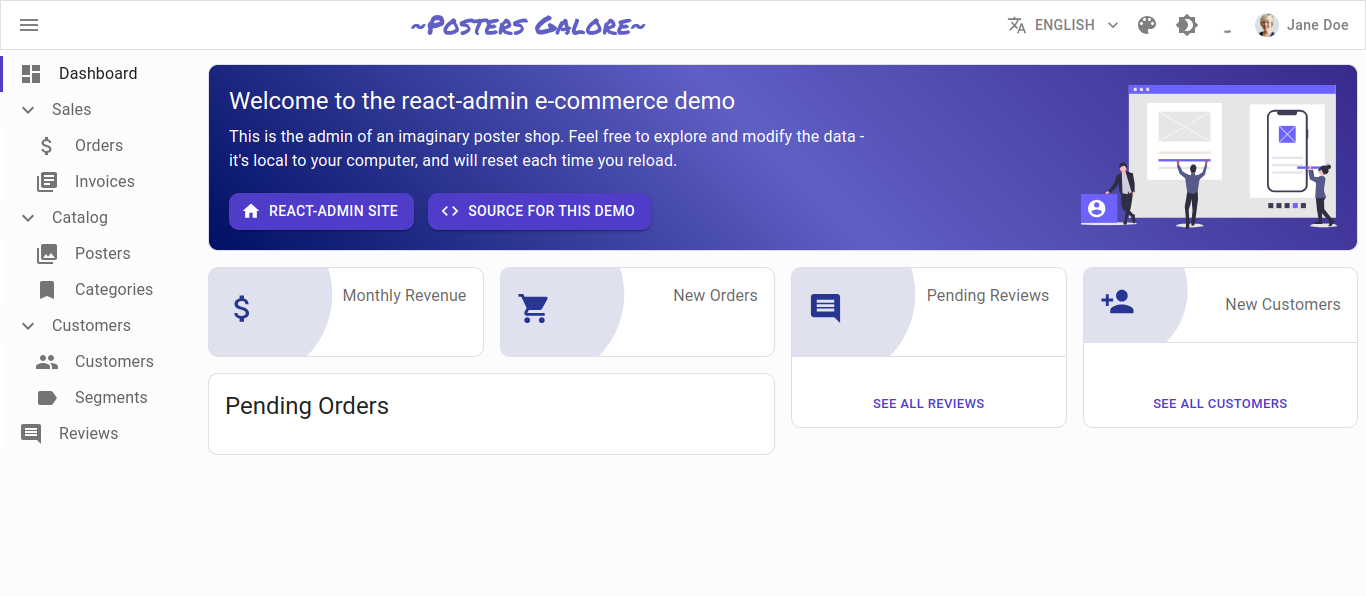 ~Posters Galore~
ENGLISH
Jane Doe
Dashboard
Sales
Orders
Invoices
Catalog
Posters
Categories
Customers
Customers
Segments
Reviews
Welcome to the react-admin e-commerce demo
This is the admin of an imaginary poster shop. Feel free to explore and modify the data -
it's local to your computer, and will reset each time you reload.
REACT-ADMIN SITE
SOURCE FOR THIS DEMO
Monthly Revenue
New Orders
Pending Reviews
New Customers
Pending Orders
SEE ALL REVIEWS
SEE ALL CUSTOMERS